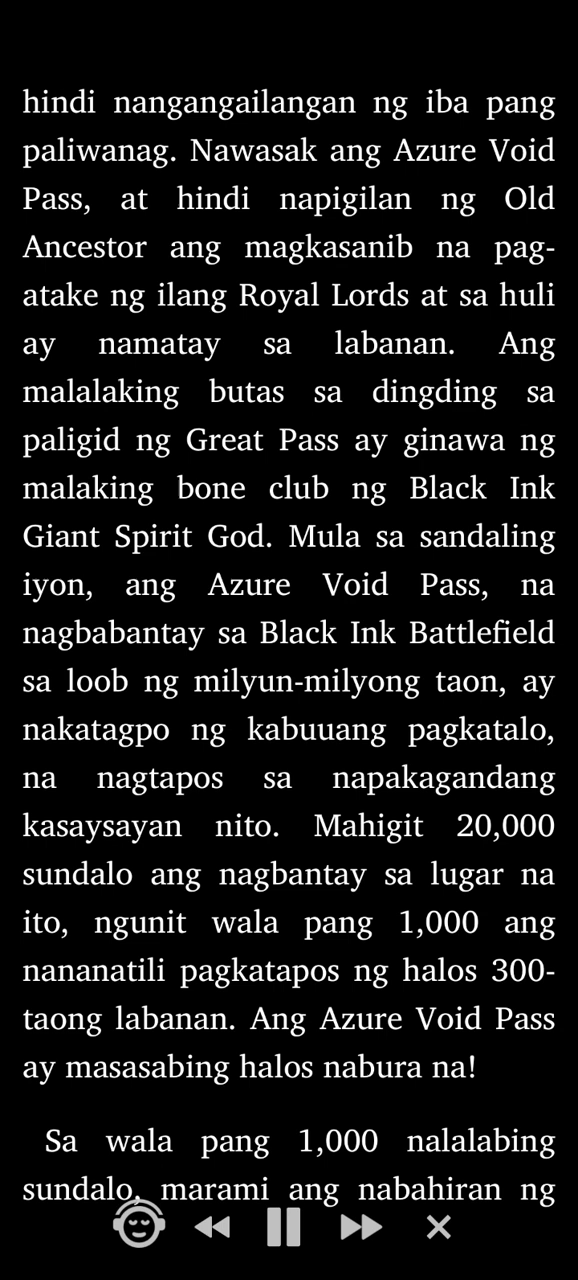 hindi nangangailangan ng iba pang
paliwanag. Nawasak ang Azure Void
Pass, at hindi napigilan ng Old
Ancestor ang magkasanib na pag-
atake ng ilang Royal Lords at sa huli
ay namatay sa labanan. Ang
malalaking butas sa dingding sa
paligid ng Great Pass ay ginawa ng
malaking bone club ng Black Ink
Giant Spirit God. Mula sa sandaling
iyon, ang Azure Void Pass, na
nagbabantay sa Black Ink Battlefield
sa loob ng milyun-milyong taon, ay
nakatagpo ng kabuuang pagkatalo,
na nagtapos sa napakagandang
kasaysayan nito. Mahigit 20,000
sundalo ang nagbantay sa lugar na
ito, ngunit wala pang 1,000 ang
nananatili pagkatapos ng halos 300-
taong labanan. Ang Azure Void Pass
ay masasabing halos nabura na!
Sa wala pang 1,000 nalalabing
sundalo, marami ang nabahiran ng